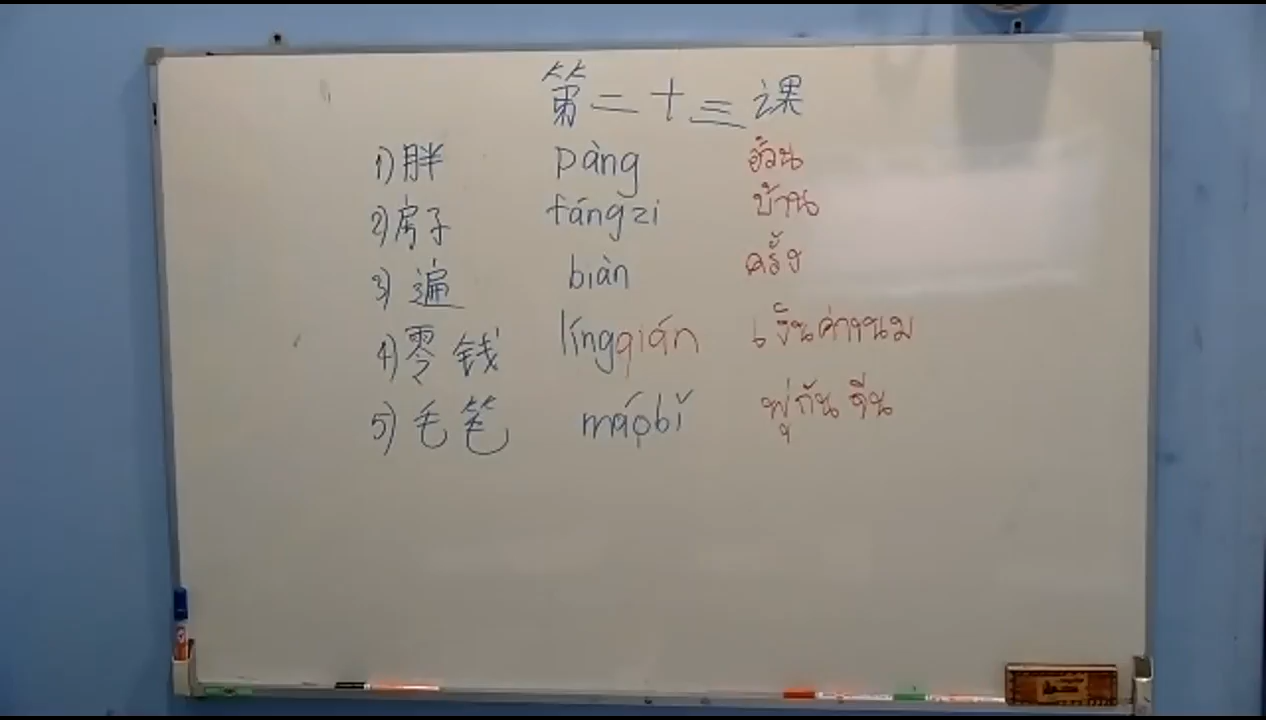 第二十三课
1) 胖 pàng อ้วน
2) 房子 fángzi บ้าน
3) 遍 biàn ครั้ง
4) 零钱 língqián เงินค่าขนม
5) 毛笔 máobǐ พู่กันจีน